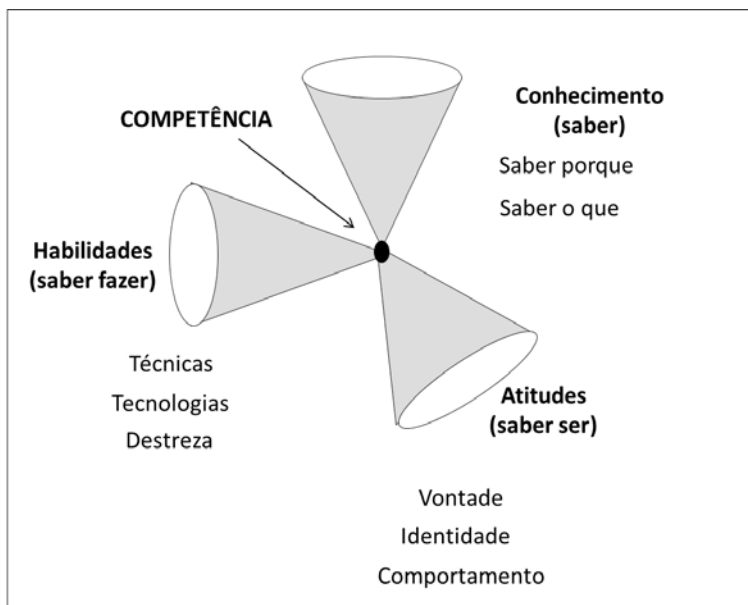 COMPETÊNCIA
Conhecimento
(saber)
Saber porque
Saber o que
Habilidades
(saber fazer)
Técnicas
Tecnologias
Destreza
Atitudes
(saber ser)
Vontade
Identidade
Comportamento